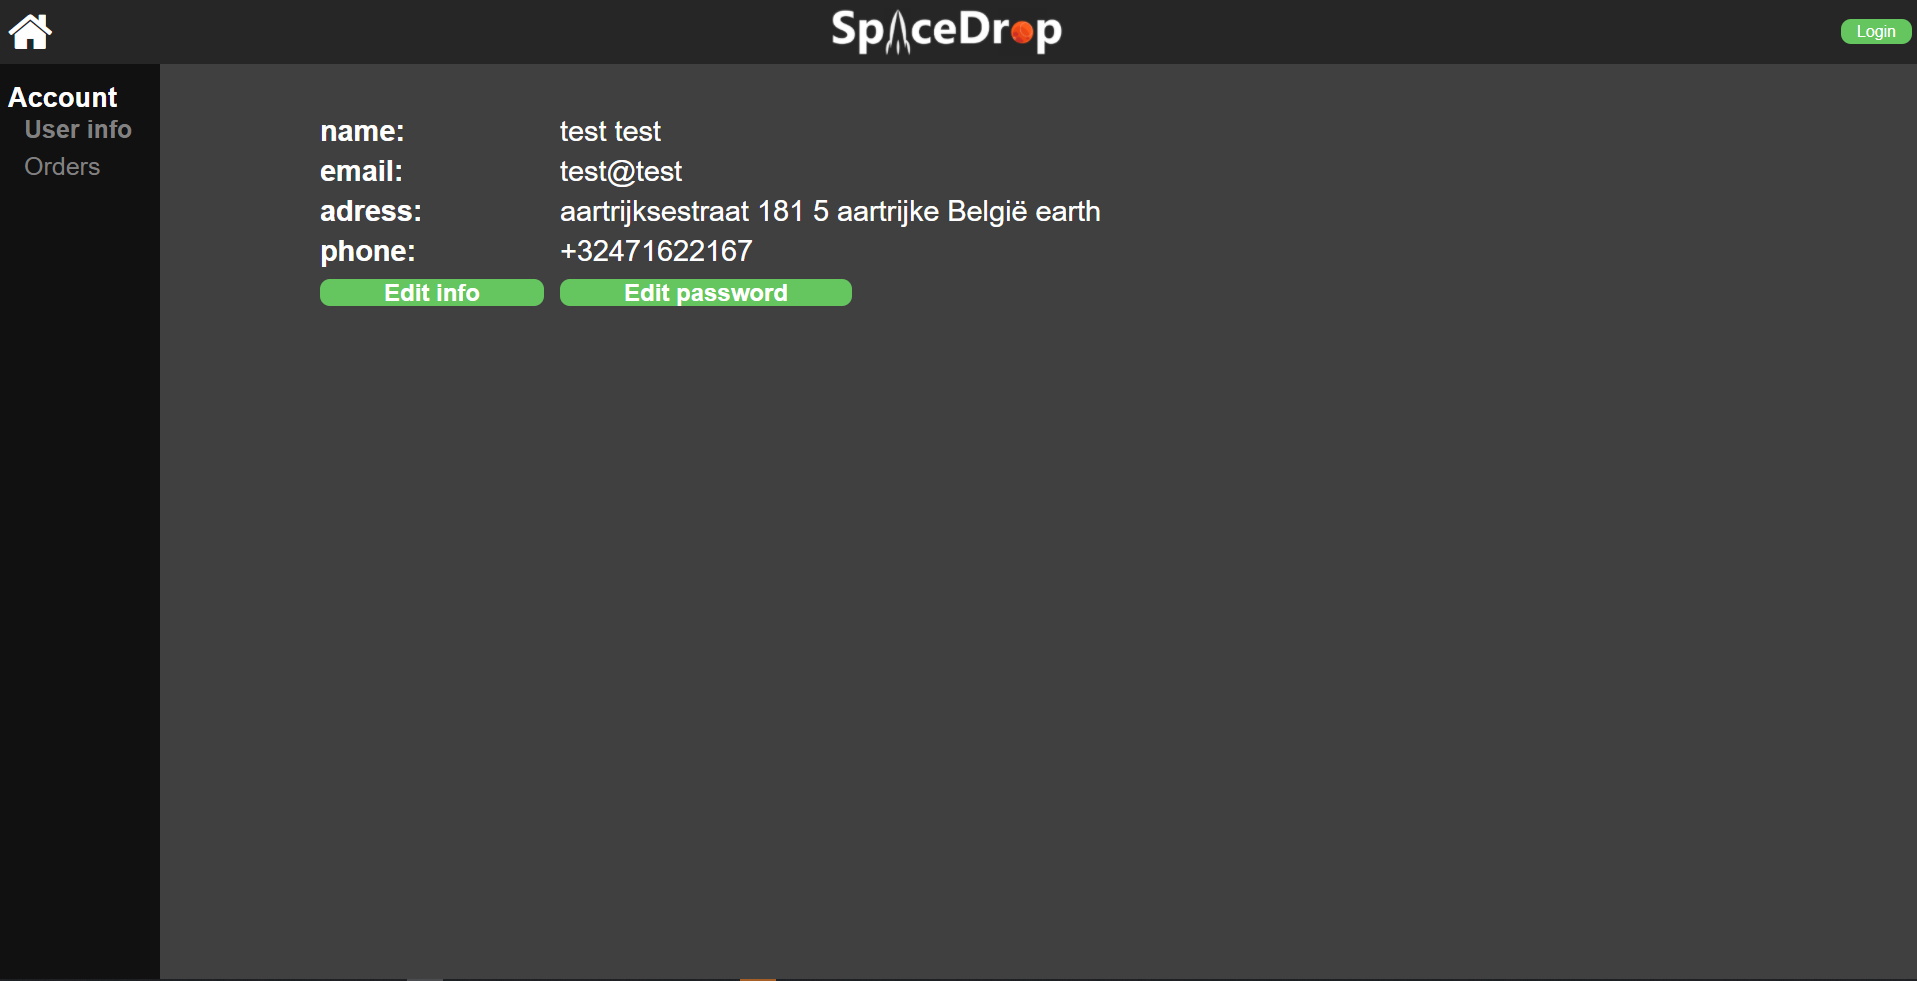 SpaceDrop
Login
Account
User info
Orders
name: test test
email: test@test
adress: aartrijksestraat 181 5 aartrijke België earth
phone: +32471622167
Edit info Edit password